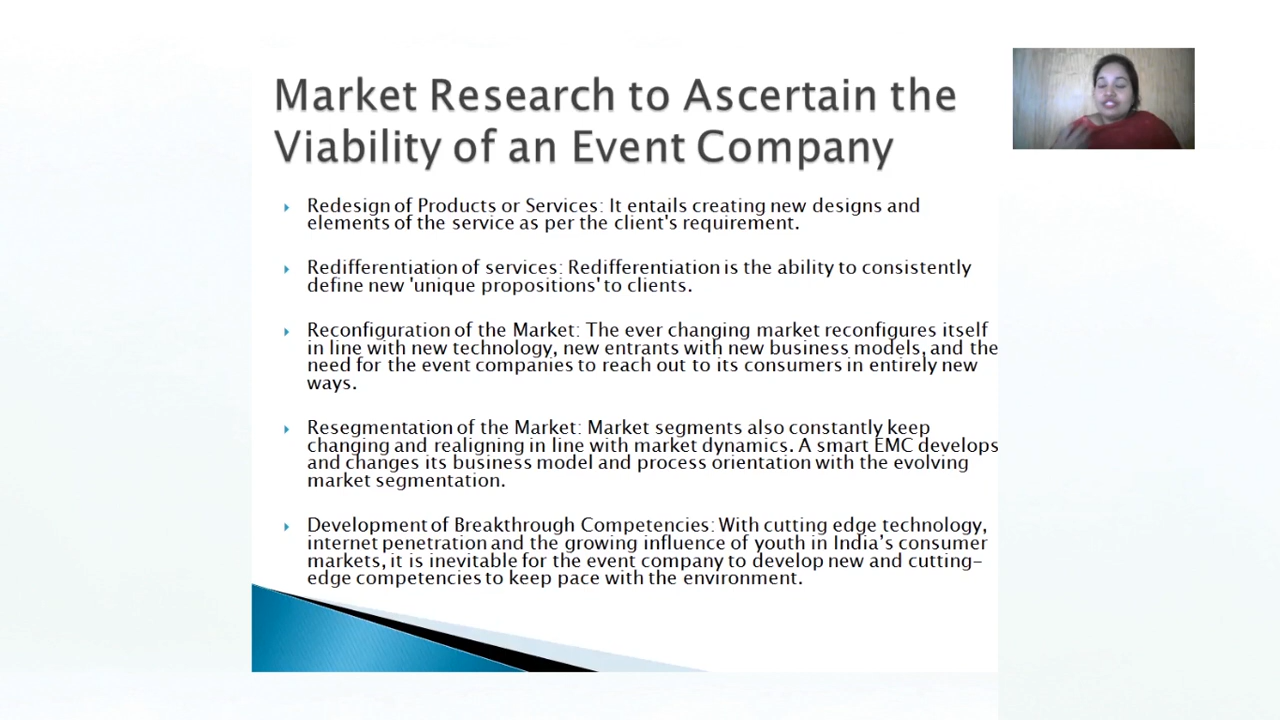 Market Research to Ascertain the
Viability of an Event Company
Redesign of Products or Services: It entails creating new designs and
elements of the service as per the client's requirement.
Redifferentiation of services: Redifferentiation is the ability to consistently
define new 'unique propositions' to clients.
Reconfiguration of the Market: The ever changing market reconfigures itself
in line with new technology, new entrants with new business models, and the
need for the event companies to reach out to its consumers in entirely new
ways.
Resegmentation of the Market: Market segments also constantly keep
changing and realigning in line with market dynamics. A smart EMC develops
and changes its business model and process orientation with the evolving
market segmentation.
Development of Breakthrough Competencies: With cutting edge technology,
internet penetration and the growing influence of youth in India’s consumer
markets, it is inevitable for the event company to develop new and cutting-
edge competencies to keep pace with the environment.